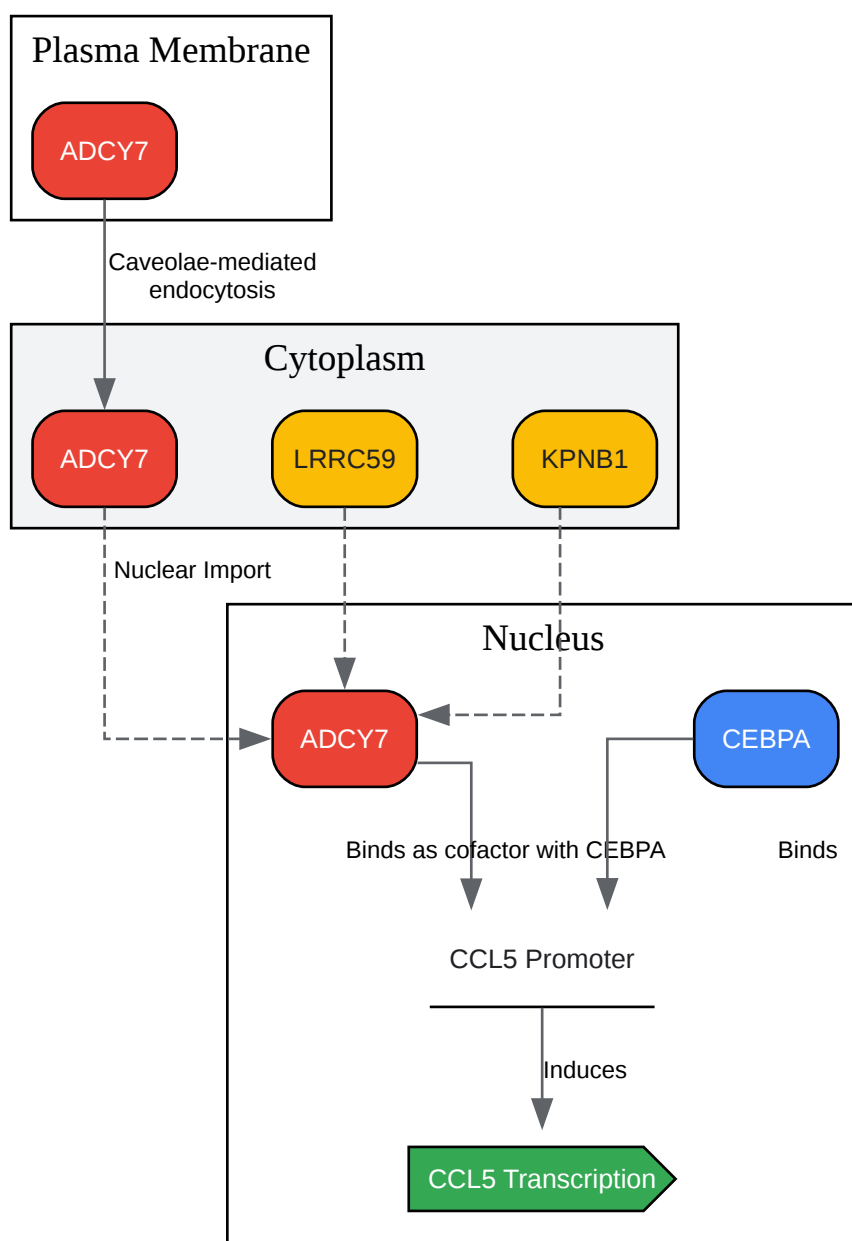 Plasma Membrane
ADCY7
Caveolae-mediated
endocytosis
Cytoplasm
ADCY7
LRRC59
KPNB1
Nuclear Import
Nucleus
ADCY7
CEBPA
Binds as cofactor with CEBPA
Binds
CCL5 Promoter
Induces
CCL5 Transcription